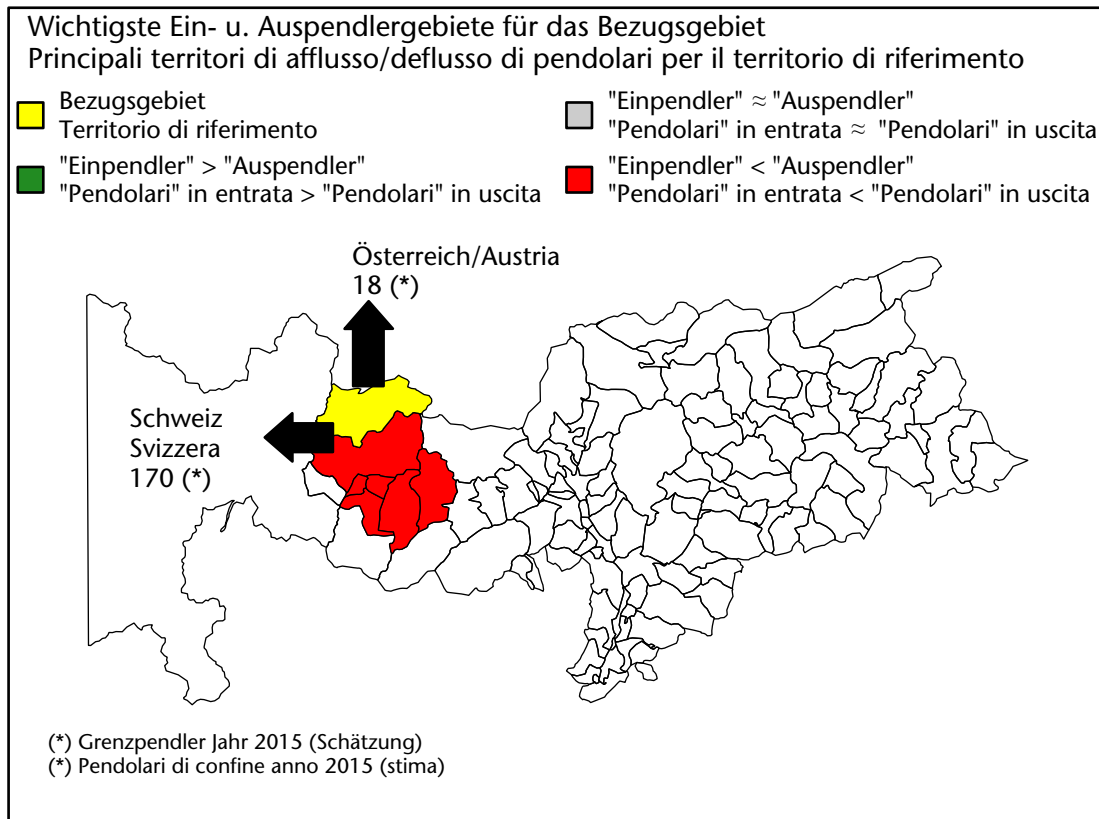 Wichtigste Ein- u. Auspendlergebiete für das Bezugsgebiet
Principali territori di afflusso/deflusso di pendolari per il territorio di riferimento
Bezugsgebiet
Territorio di riferimento
"Einpendler" > "Auspendler"
"Pendolari" in entrata > "Pendolari" in uscita
"Einpendler" ≈ "Auspendler"
"Pendolari" in entrata ≈ "Pendolari" in uscita
"Einpendler" < "Auspendler"
"Pendolari" in entrata < "Pendolari" in uscita
Österreich/Austria
18 (*)
Schweiz
Svizzera
170 (*)
(*) Grenzpendler Jahr 2015 (Schätzung)
(*) Pendolari di confine anno 2015 (stima)